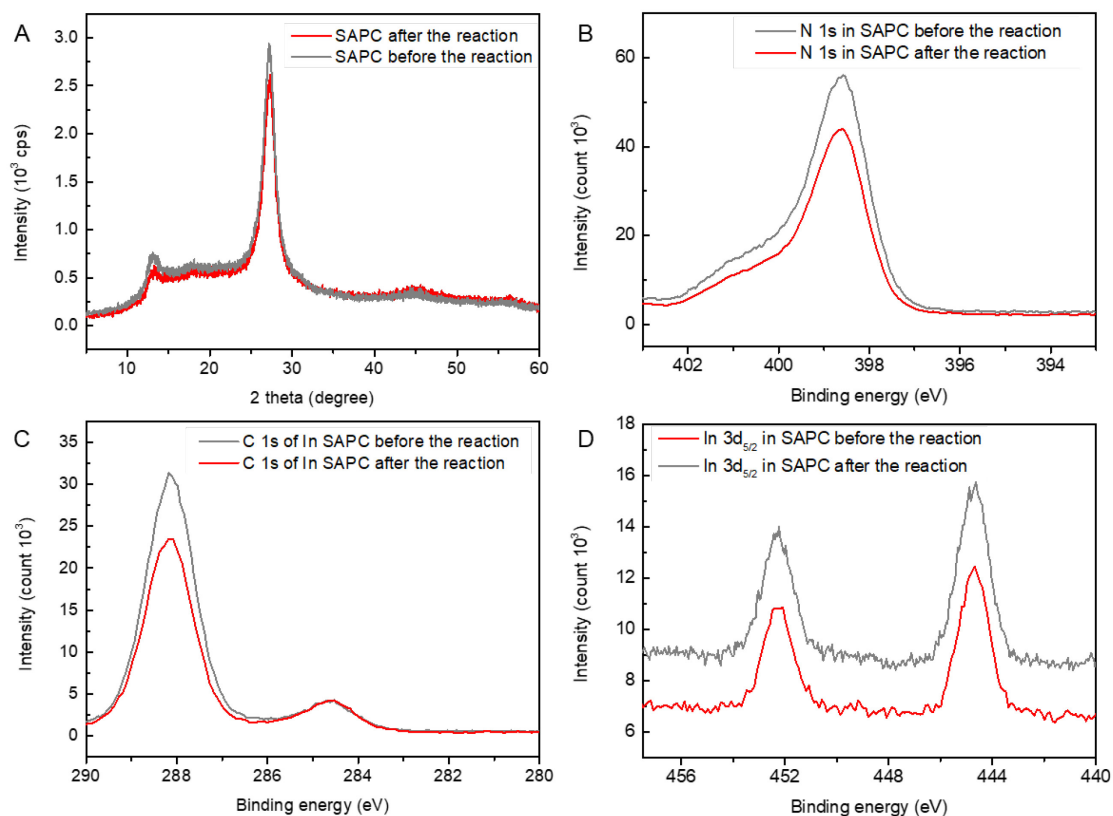 A
SAPC after the reaction
SAPC before the reaction
3.0
2.5
2.0
1.5
1.0
0.5
0.0
Intensity (10³ cps)
10 20 30 40 50 60
2 theta (degree)
B
N 1s in SAPC before the reaction
N 1s in SAPC after the reaction
60
40
20
0
Intensity (count 10³)
402 400 398 396 394
Binding energy (eV)
C
C 1s of In SAPC before the reaction
C 1s of In SAPC after the reaction
35
30
25
20
15
10
5
0
Intensity (count 10³)
290 288 286 284 282 280
Binding energy (eV)
D
In 3d₅/₂ in SAPC before the reaction
In 3d₅/₂ in SAPC after the reaction
18
16
14
12
10
8
6
Intensity (count 10³)
456 452 448 444 440
Binding energy (eV)